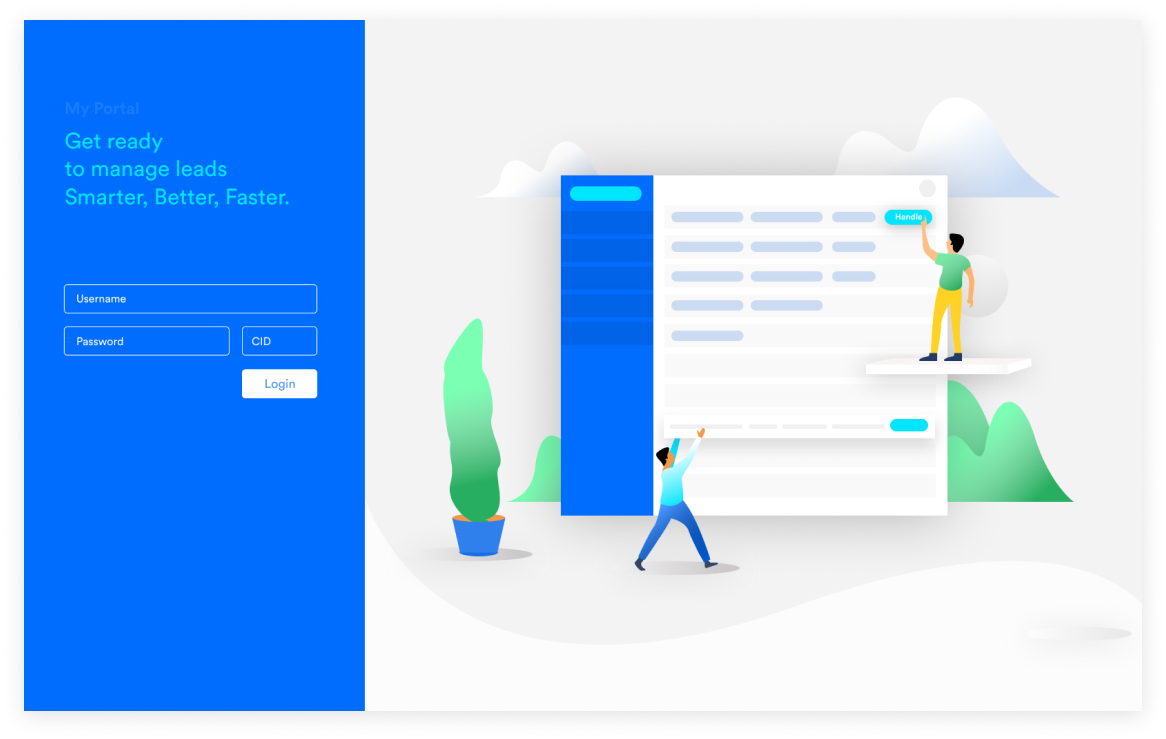 My Portal
Get ready
to manage leads
Smarter, Better, Faster.
Username
Password
CID
Login
Handle